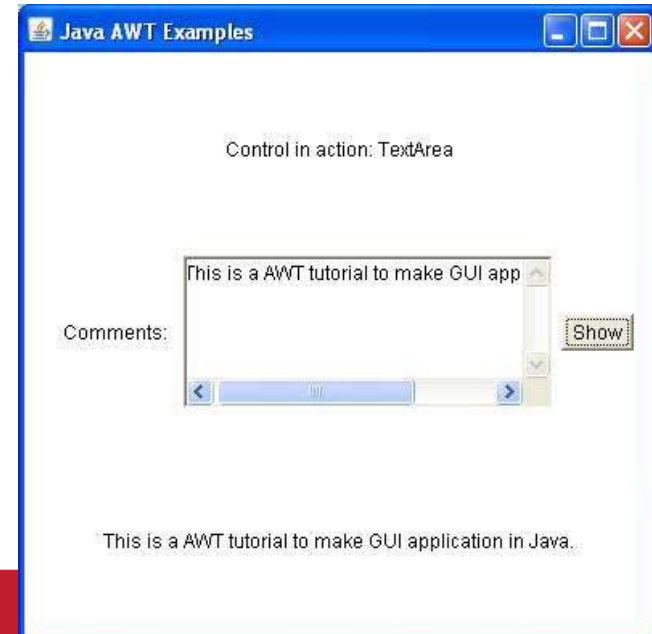 Java AWT Examples
Control in action: TextArea
This is a AWT tutorial to make GUI app
Comments:
Show
This is a AWT tutorial to make GUI application in Java.